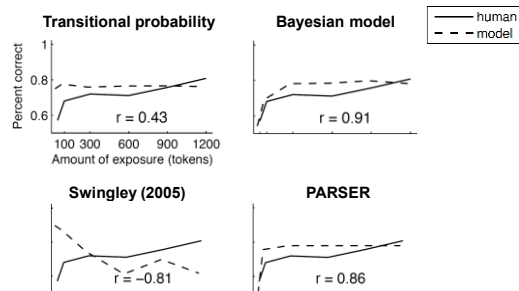 Transitional probability
Bayesian model
human
model
Percent correct
1
0.8
0.6
r = 0.43
r = 0.91
100 300 600 900 1200
Amount of exposure (tokens)
Swingley (2005)
PARSER
r = −0.81
r = 0.86